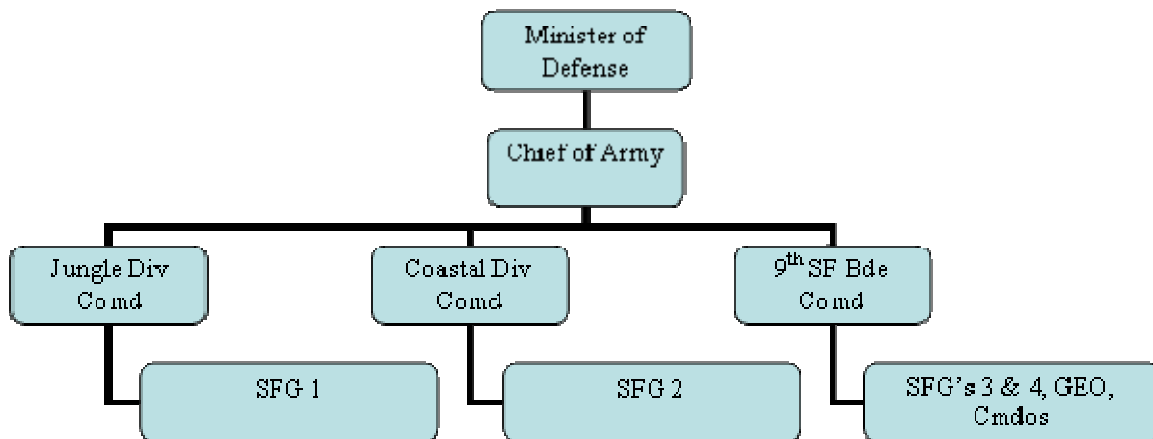 Minister of
Defense
Chief of Army
Jungle Div
Comd
Coastal Div
Comd
9th SF Bde
Comd
SFG 1
SFG 2
SFG's 3 & 4, GEO,
Cmdos